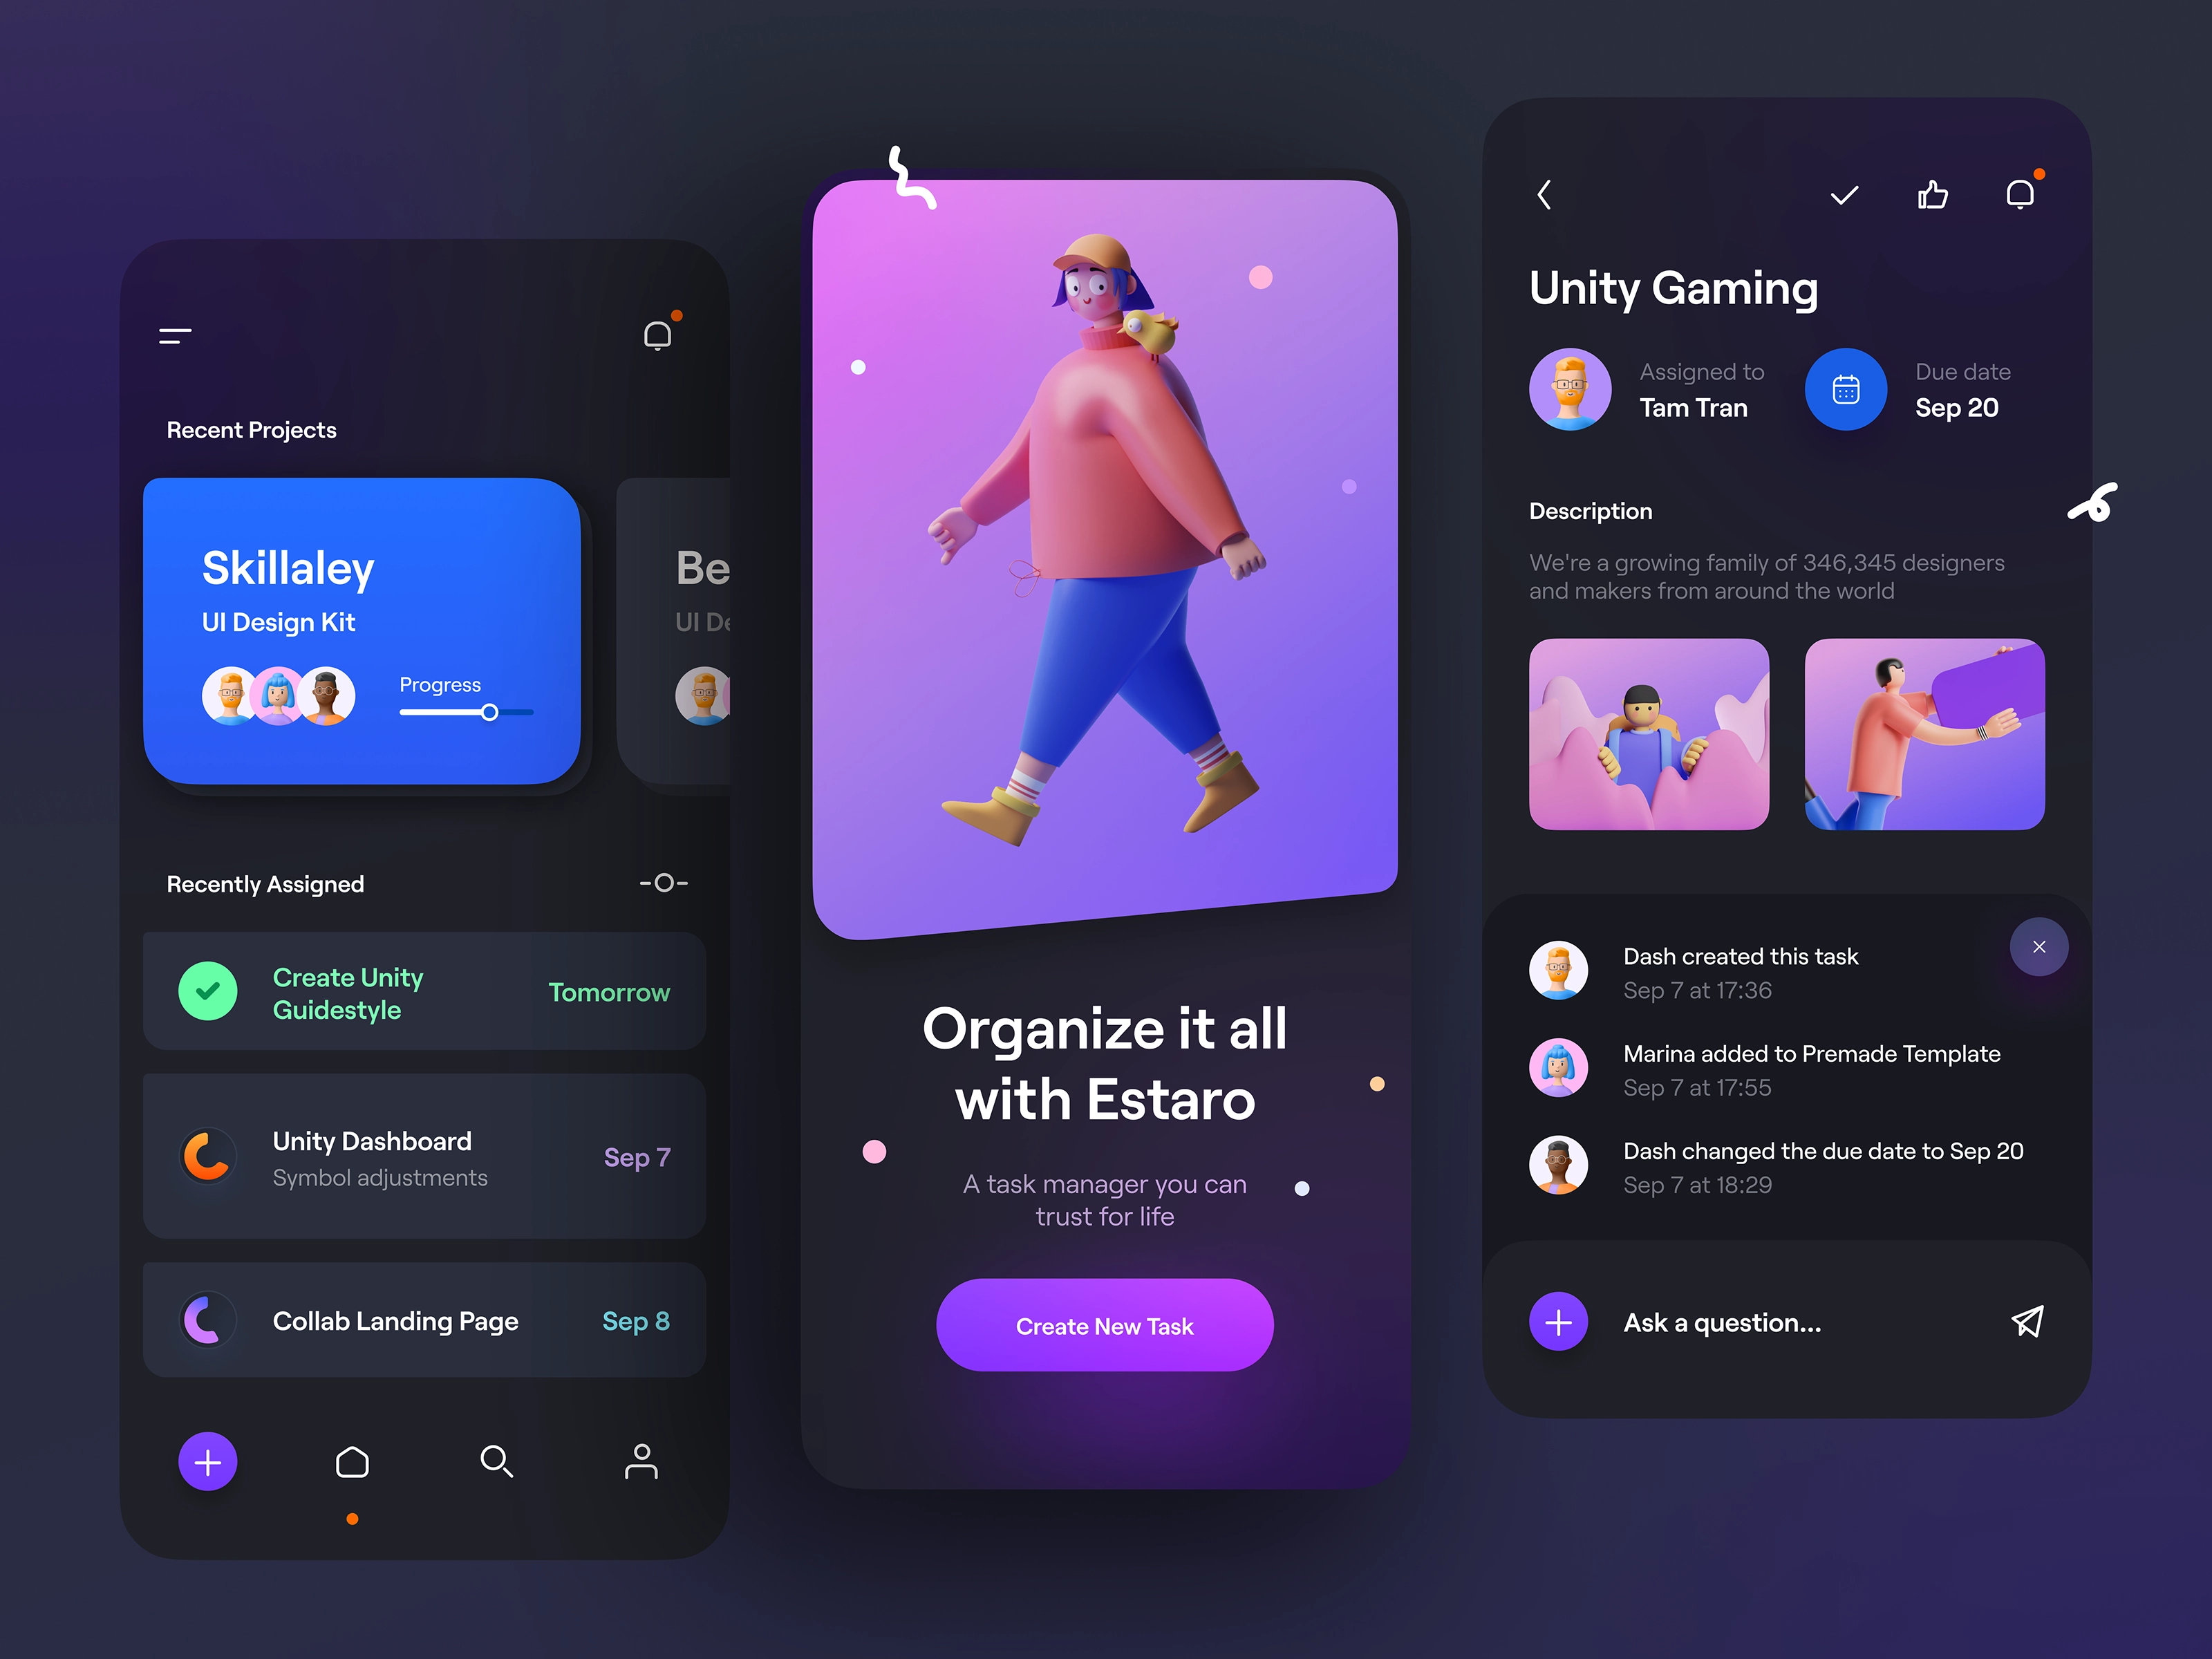 Recent Projects
Skillaley
UI Design Kit
Progress
Be
UI De
Recently Assigned
Create Unity
Guidestyle
Tomorrow
Unity Dashboard
Symbol adjustments
Sep 7
Collab Landing Page
Sep 8
Organize it all
with Estaro
A task manager you can
trust for life
Create New Task
Unity Gaming
Assigned to
Tam Tran
Due date
Sep 20
Description
We're a growing family of 346,345 designers
and makers from around the world
Dash created this task
Sep 7 at 17:36
Marina added to Premade Template
Sep 7 at 17:55
Dash changed the due date to Sep 20
Sep 7 at 18:29
Ask a question...